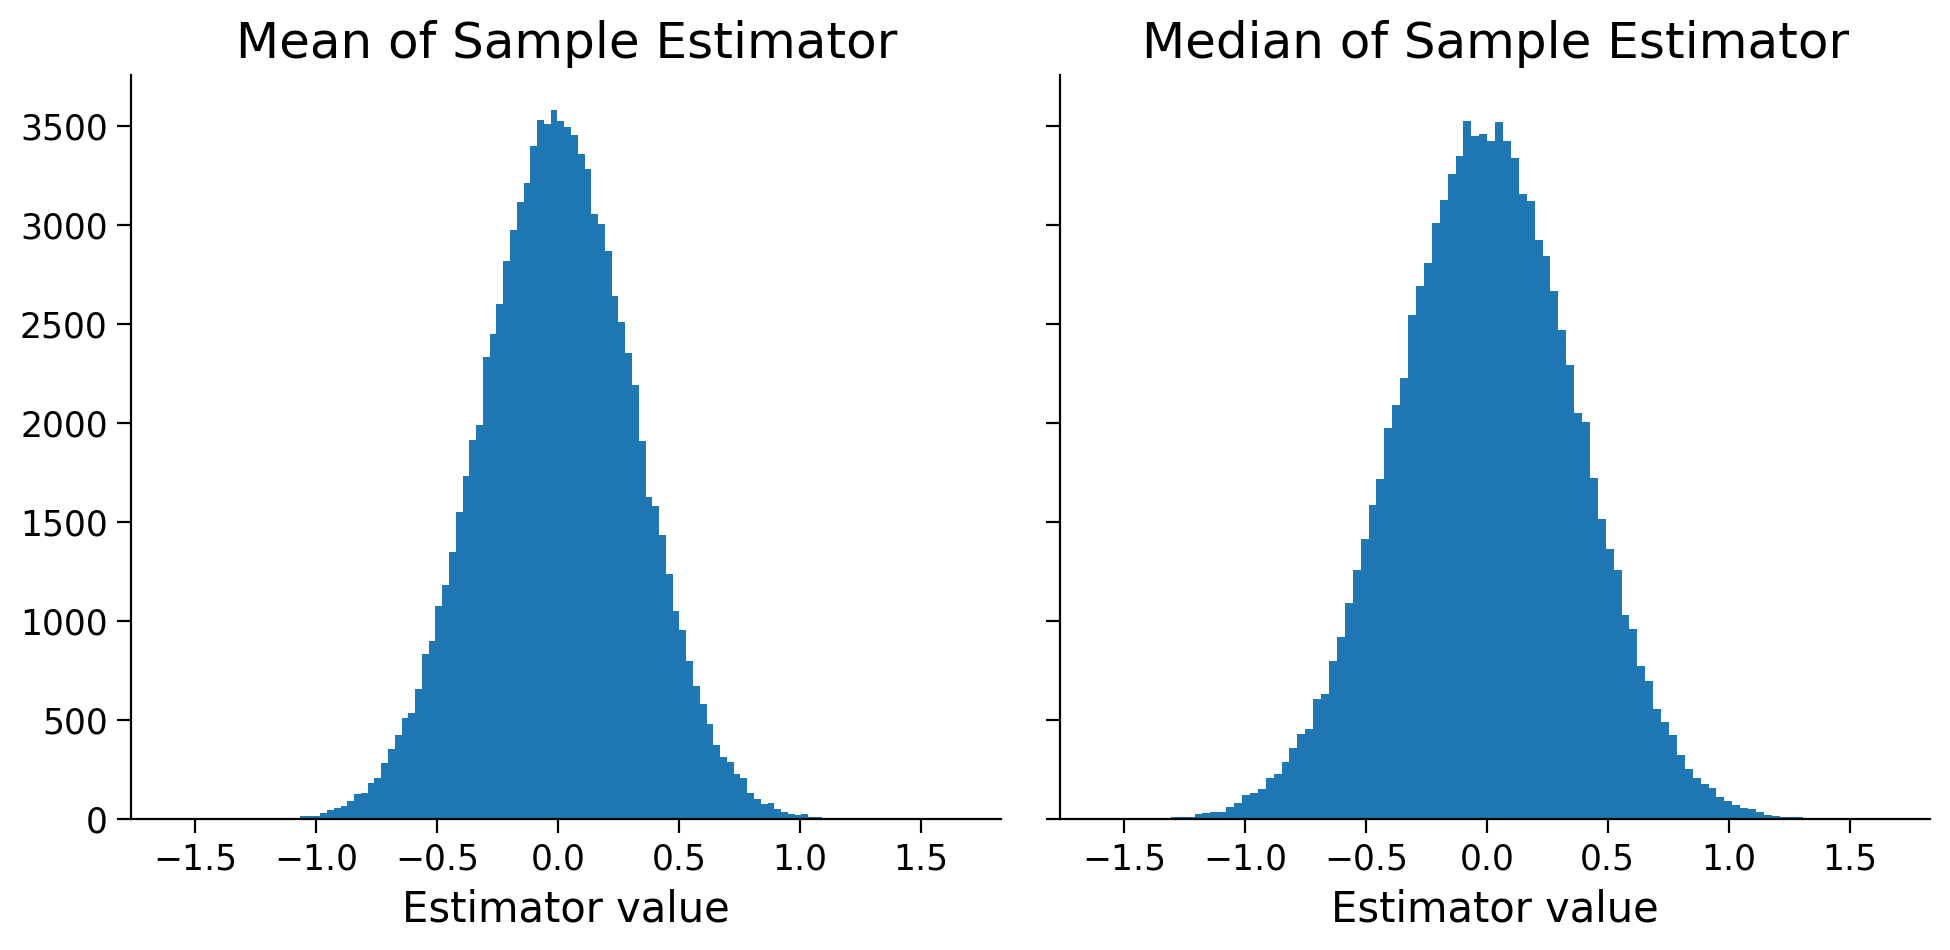 Mean of Sample Estimator
Median of Sample Estimator
3500
3000
2500
2000
1500
1000
500
0
−1.5 −1.0 −0.5 0.0 0.5 1.0 1.5
−1.5 −1.0 −0.5 0.0 0.5 1.0 1.5
Estimator value
Estimator value